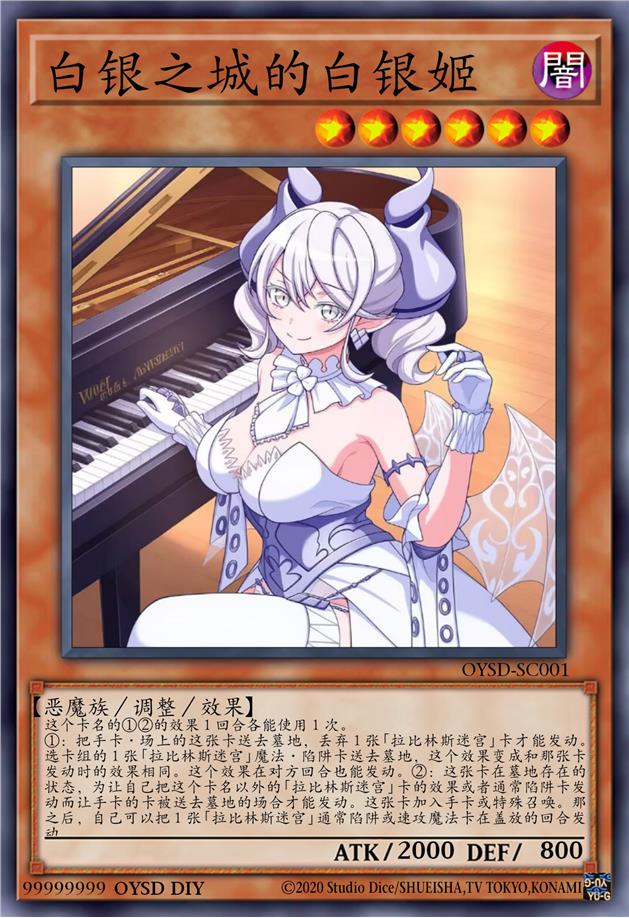 白银之城的白银姬
闇
OYSD-SC001
【恶魔族／调整／效果】
这个卡名的①②的效果1回合各能使用1次。
①：把手卡·场上的这张卡送去墓地，丢弃1张「拉比林斯迷宫」卡才能发动。
选卡组的1张「拉比林斯迷宫」魔法·陷阱卡送去墓地，这个效果变成和那张卡
发动时的效果相同。这个效果在对方回合也能发动。②：这张卡在墓地存在的
状态，为让自己把这个卡名以外的「拉比林斯迷宫」卡的效果或者通常陷阱卡发
动而让手卡的卡被送去墓地的场合才能发动。这张卡加入手卡或特殊召唤。那
之后，自己可以把1张「拉比林斯迷宫」通常陷阱或速攻魔法卡在盖放的回合发
动
ATK/2000 DEF/ 800
99999999 OYSD DIY ©2020 Studio Dice/SHUEISHA,TV TOKYO,KONAMI